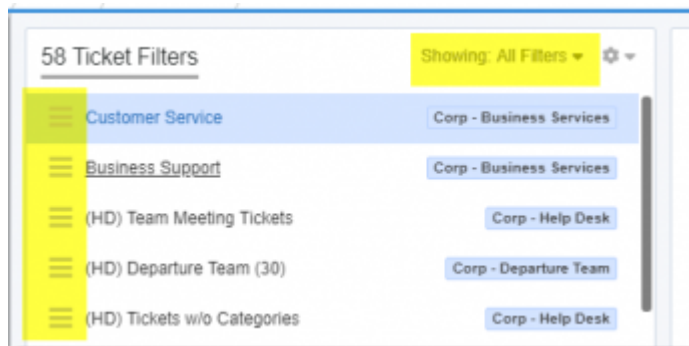 58 Ticket Filters Showing: All Filters
Customer Service Corp - Business Services
Business Support Corp - Business Services
(HD) Team Meeting Tickets Corp - Help Desk
(HD) Departure Team (30) Corp - Departure Team
(HD) Tickets w/o Categories Corp - Help Desk